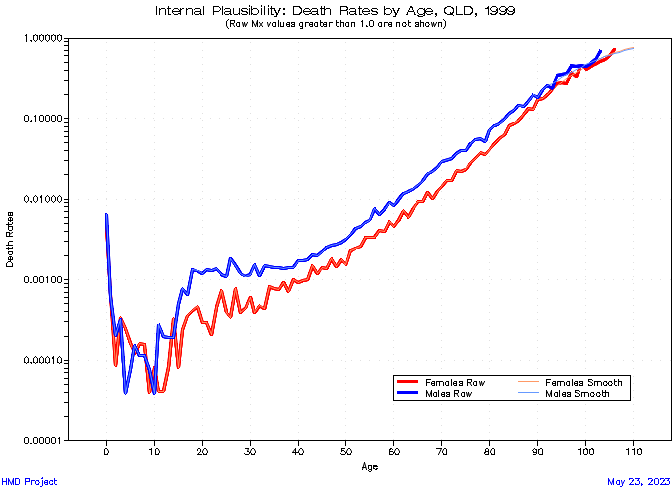 Internal Plausibility: Death Rates by Age, QLD, 1999
(Raw Mx values greater than 1.0 are not shown)
1.00000
0.10000
0.01000
0.00100
0.00010
0.00001
Death Rates
Females Raw
Females Smooth
Males Raw
Males Smooth
0 10 20 30 40 50 60 70 80 90 100 110
Age
HMD Project
May 23, 2023